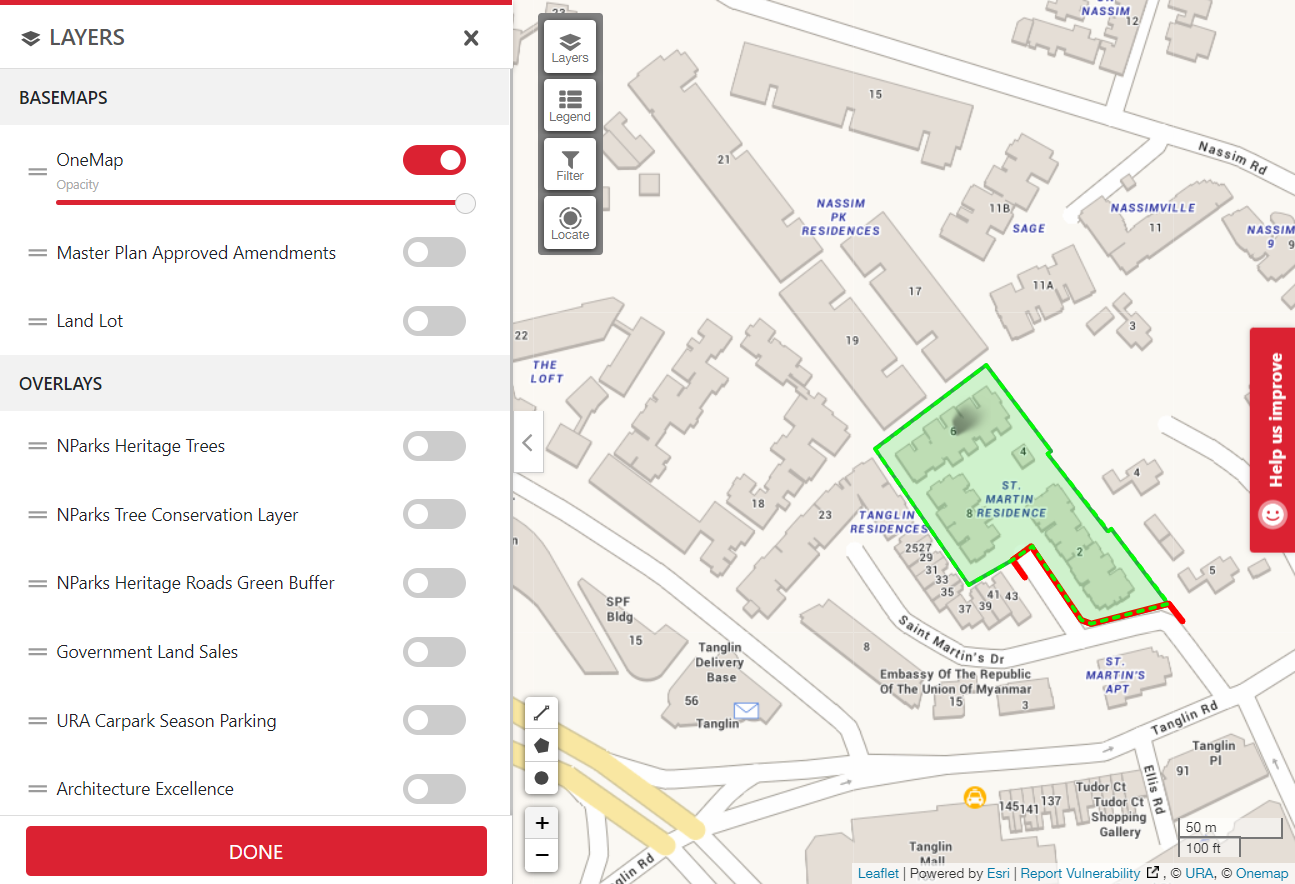 LAYERS
BASEMAPS
OneMap
Opacity
Master Plan Approved Amendments
Land Lot
OVERLAYS
NParks Heritage Trees
NParks Tree Conservation Layer
NParks Heritage Roads Green Buffer
Government Land Sales
URA Carpark Season Parking
Architecture Excellence
DONE
Layers
Legend
Filter
Locate
NASSIM
12
15
21
Nassim Rd
NASSIM
PK
RESIDENCES
11B
SAGE
NASSIMVILLE
11
NASSIM
9
9
17
11A
3
19
22
THE
LOFT
6
4
ST.
MARTIN
RESIDENCE
8
2
4
5
18
23
TANGLIN
RESIDENCES
2527
29
31
33
35
37
39
41
43
SPF
Bldg
15
Saint Martin's Dr
8
Tanglin
Delivery
Base
56
Tanglin
Embassy Of The Republic
Of The Union Of Myanmar
15
3
ST.
MARTIN'S
APT
Tanglin Rd
Tanglin
Pl
91
Ellis Rd
145141
137
Tudor Ct
Tudor Ct
Shopping
Gallery
Tanglin
Mall
Help us improve
+
−
50 m
100 ft
Leaflet | Powered by Esri | Report Vulnerability , © URA, © Onemap